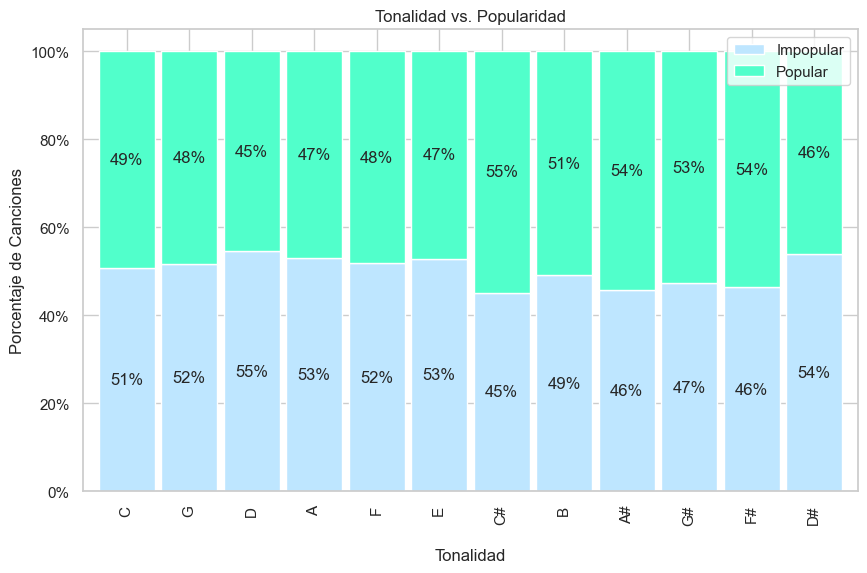 Tonalidad vs. Popularidad
Impopular
Popular
Porcentaje de Canciones
100%
80%
60%
40%
20%
0%
49% 48% 45% 47% 48% 47% 55% 51% 54% 53% 54% 46%
51% 52% 55% 53% 52% 53% 45% 49% 46% 47% 46% 54%
C G D A F E C# B A# G# F# D#
Tonalidad